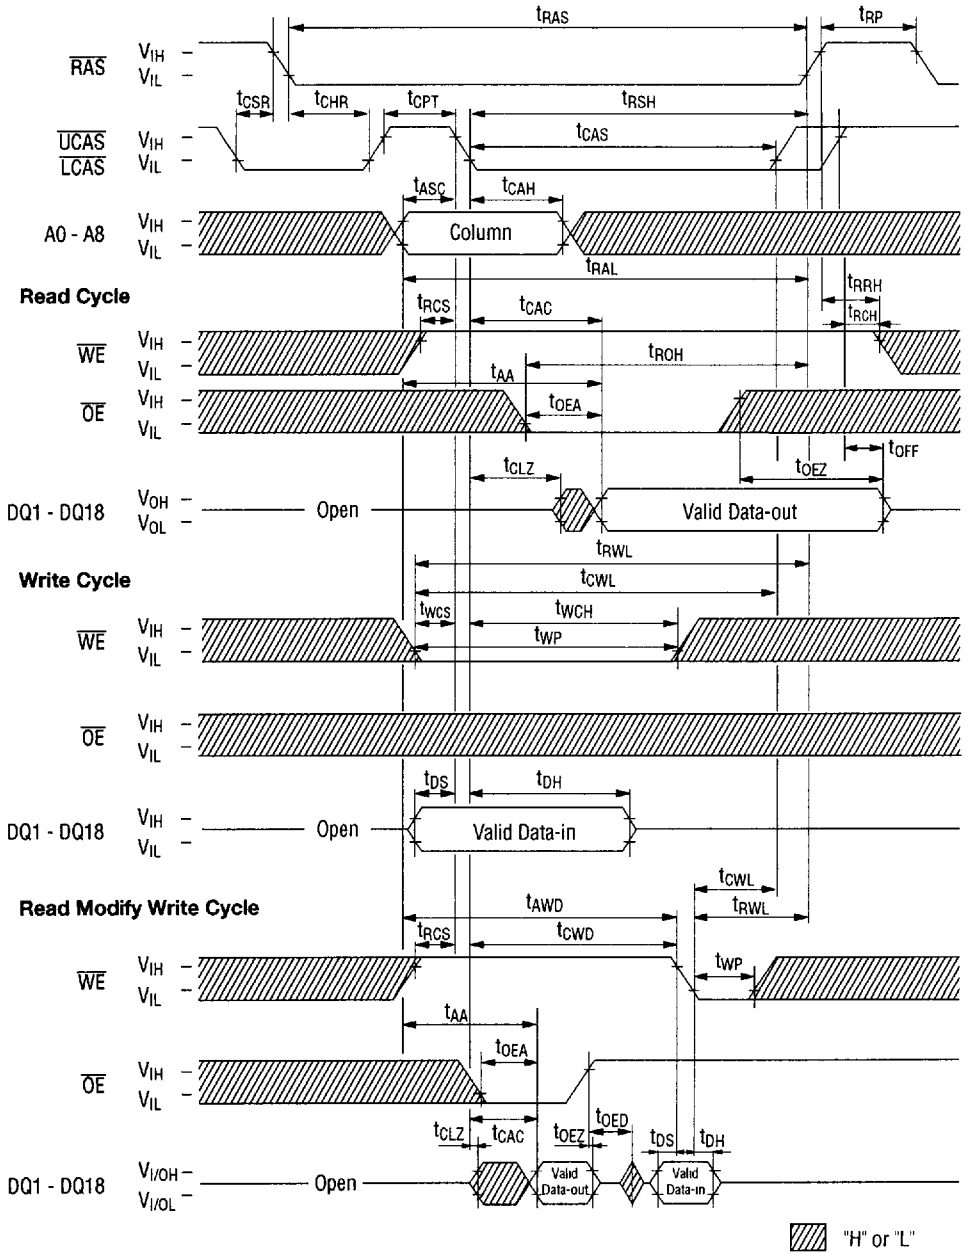 tRAS
tRP
RAS
VIH
VIL
tCSR
tCHR
tCPT
tRSH
UCAS
LCAS
VIH
VIL
tCAS
tASC
tCAH
A0 - A8
VIH
VIL
Column
tRAL
Read Cycle
tRCS
tCAC
tRRH
tRCH
WE
VIH
VIL
tROH
tAA
OE
VIH
VIL
tOEA
tOFF
tCLZ
tOEZ
DQ1 - DQ18
VOH
VOL
Open
Valid Data-out
tRWL
Write Cycle
tCWL
tWCS
tWCH
WE
VIH
VIL
tWP
OE
VIH
VIL
tDS
tDH
DQ1 - DQ18
VIH
VIL
Open
Valid Data-in
tCWL
Read Modify Write Cycle
tAWD
tRWL
tRCS
tCWD
WE
VIH
VIL
tWP
tAA
tOEA
OE
VIH
VIL
tCLZ
tCAC
tOEZ
tOED
tDS
tDH
DQ1 - DQ18
VI/OH
VI/OL
Open
Valid
Data-out
Valid
Data-in
"H" or "L"